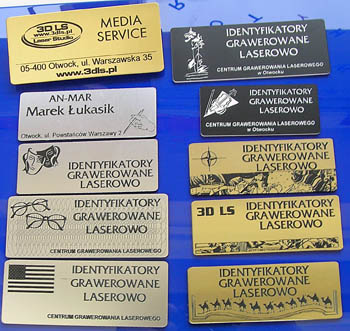 3D LS
www.3dls.pl
Laser Studio
MEDIA
SERVICE
05-400 Otwock, ul. Warszawska 35
www.3dls.pl
AN-MAR
Marek Łukasik
Otwock, ul. Powstańców Warszawy 2
IDENTYFIKATORY
GRAWEROWANE
LASEROWO
IDENTYFIKATORY
GRAWEROWANE
LASEROWO
CENTRUM GRAWEROWANIA LASEROWEGO
IDENTYFIKATORY
GRAWEROWANE
LASEROWO
CENTRUM GRAWEROWANIA LASEROWEGO
IDENTYFIKATORY
GRAWEROWANE
LASEROWO
CENTRUM GRAWEROWANIA LASEROWEGO
w Otwocku
IDENTYFIKATORY
GRAWEROWANE
LASEROWO
CENTRUM GRAWEROWANIA LASEROWEGO
w Otwocku
IDENTYFIKATORY
GRAWEROWANE
LASEROWO
3D LS
IDENTYFIKATORY
GRAWEROWANE
LASEROWO
IDENTYFIKATORY
GRAWEROWANE
LASEROWO